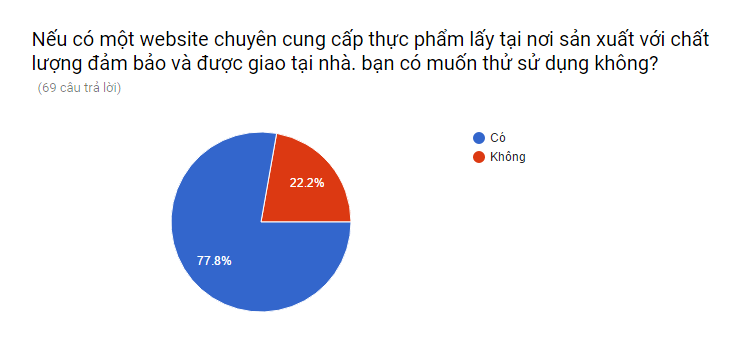 Nếu có một website chuyên cung cấp thực phẩm lấy tại nơi sản xuất với chất
lượng đảm bảo và được giao tại nhà. bạn có muốn thử sử dụng không?
(69 câu trả lời)
Có
Không
22.2%
77.8%